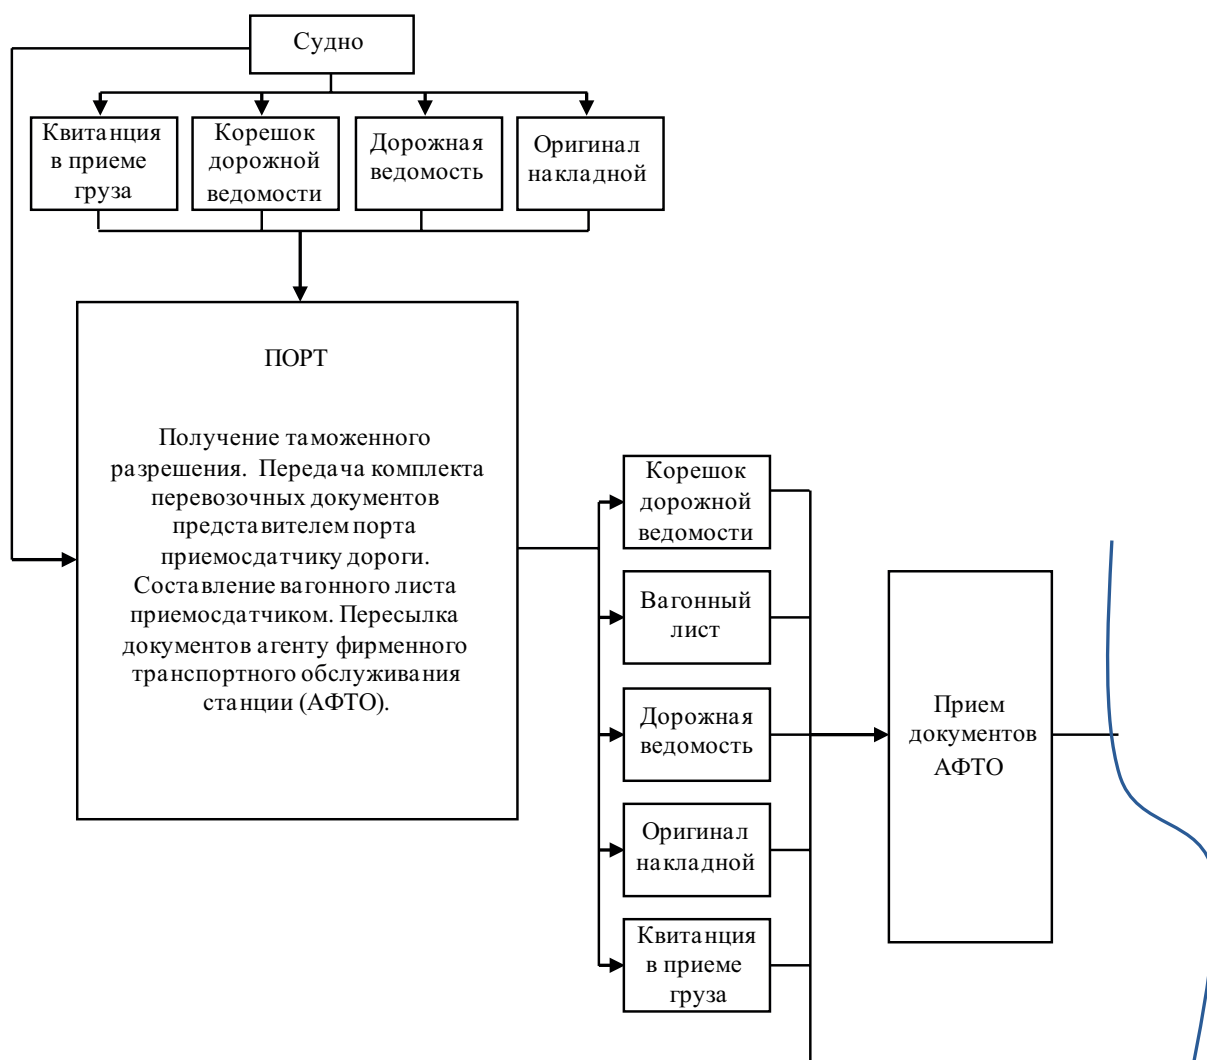 Судно
Квитанция
в приеме
груза
Корешок
дорожной
ведомости
Дорожная
ведомость
Оригинал
накладной
ПОРТ
Получение таможенного
разрешения. Передача комплекта
перевозочных документов
представителем порта
приемосдатчику дороги.
Составление вагонного листа
приемосдатчиком. Пересылка
документов агенту фирменного
транспортного обслуживания
станции (АФТО).
Корешок
дорожной
ведомости
Вагонный
лист
Дорожная
ведомость
Оригинал
накладной
Квитанция
в приеме
груза
Прием
документов
АФТО